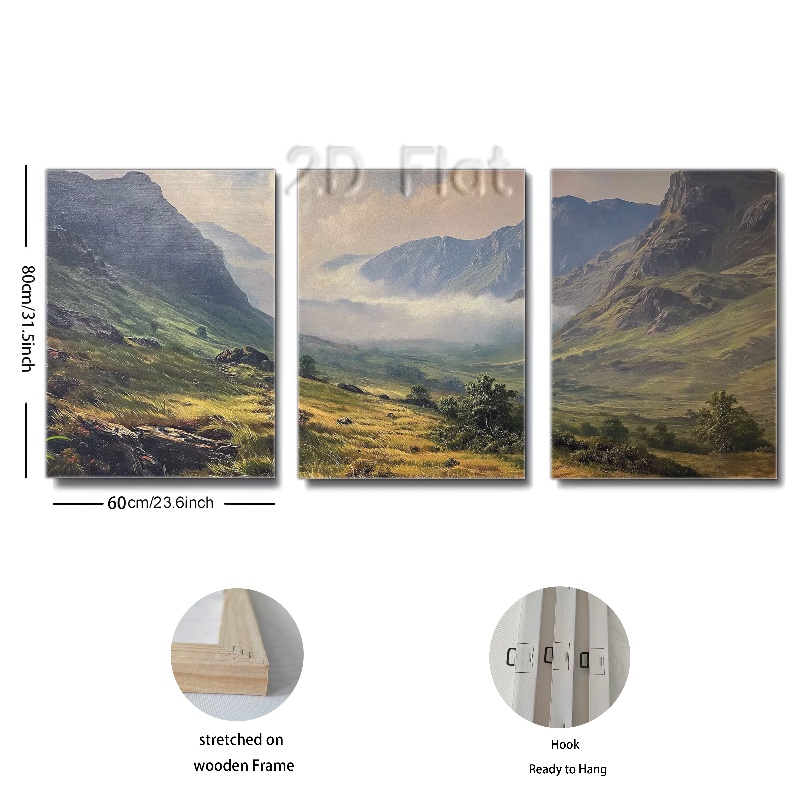 2D Flat
80cm/31.5inch
60cm/23.6inch
stretched on
wooden Frame
Hook
Ready to Hang